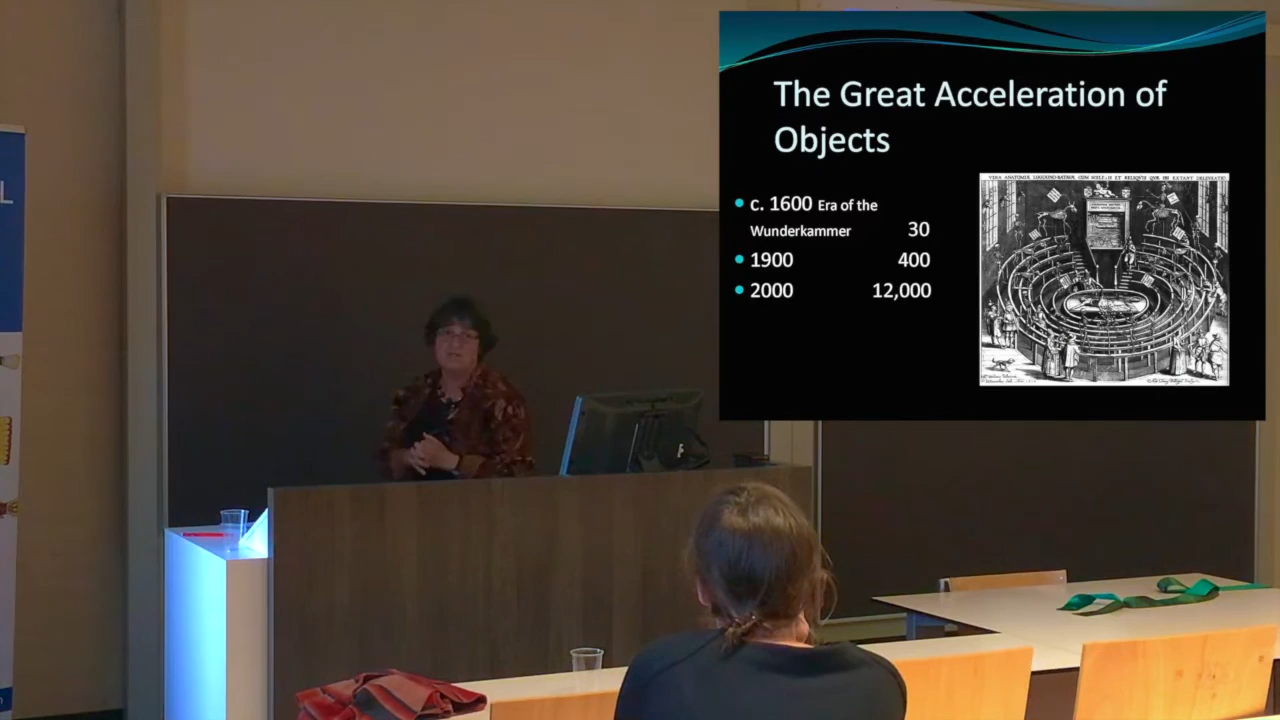 The Great Acceleration of
Objects
c. 1600 Era of the
Wunderkammer 30
1900 400
2000 12,000
L